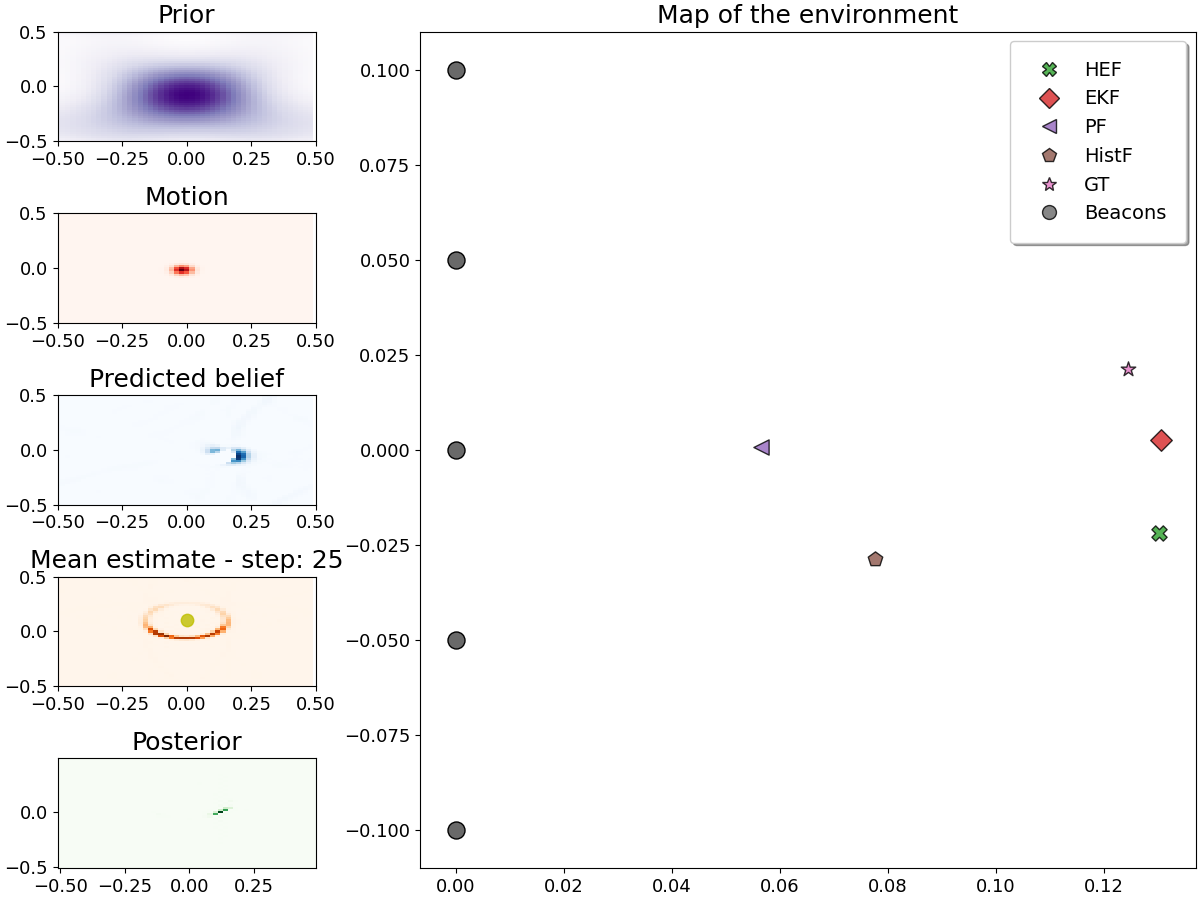 Prior
0.5
0.0
−0.5
−0.50 −0.25 0.00 0.25 0.50
Motion
0.5
0.0
−0.5
−0.50 −0.25 0.00 0.25 0.50
Predicted belief
0.5
0.0
−0.5
−0.50 −0.25 0.00 0.25 0.50
Mean estimate - step: 25
0.5
0.0
−0.5
−0.50 −0.25 0.00 0.25 0.50
Posterior
0.0
−0.5
−0.50 −0.25 0.00 0.25
Map of the environment
0.100
0.075
0.050
0.025
0.000
−0.025
−0.050
−0.075
−0.100
0.00 0.02 0.04 0.06 0.08 0.10 0.12
HEF
EKF
PF
HistF
GT
Beacons